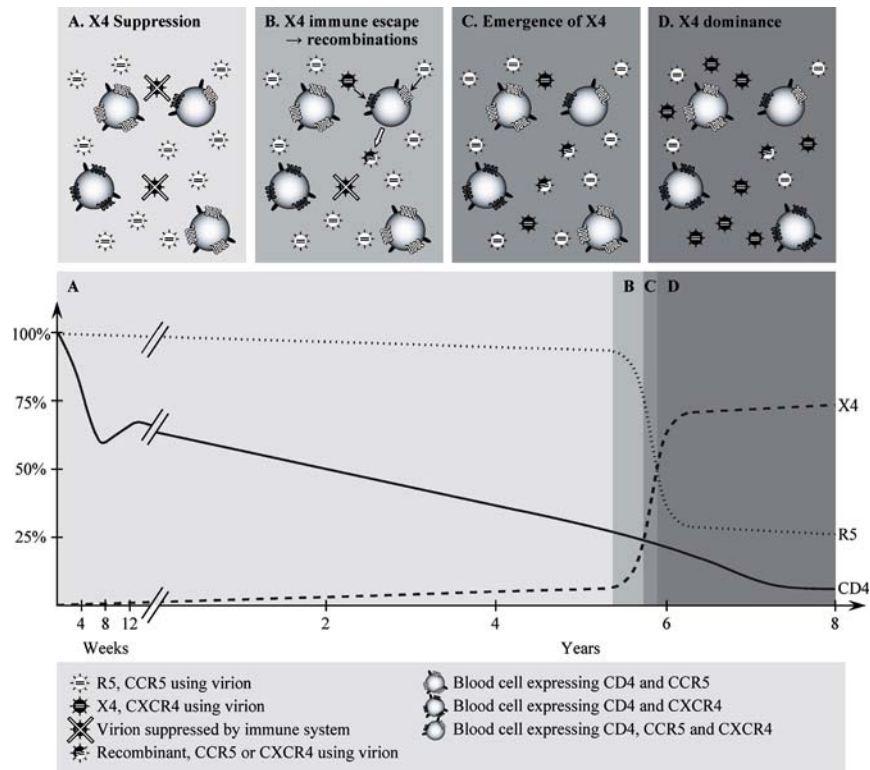 A. X4 Suppression
B. X4 immune escape
→ recombinations
C. Emergence of X4
D. X4 dominance
A
B
C
D
100%
75%
50%
25%
X4
R5
CD4
4
8
12
2
4
6
8
Weeks
Years
R5, CCR5 using virion
X4, CXCR4 using virion
Virion suppressed by immune system
Recombinant, CCR5 or CXCR4 using virion
Blood cell expressing CD4 and CCR5
Blood cell expressing CD4 and CXCR4
Blood cell expressing CD4, CCR5 and CXCR4